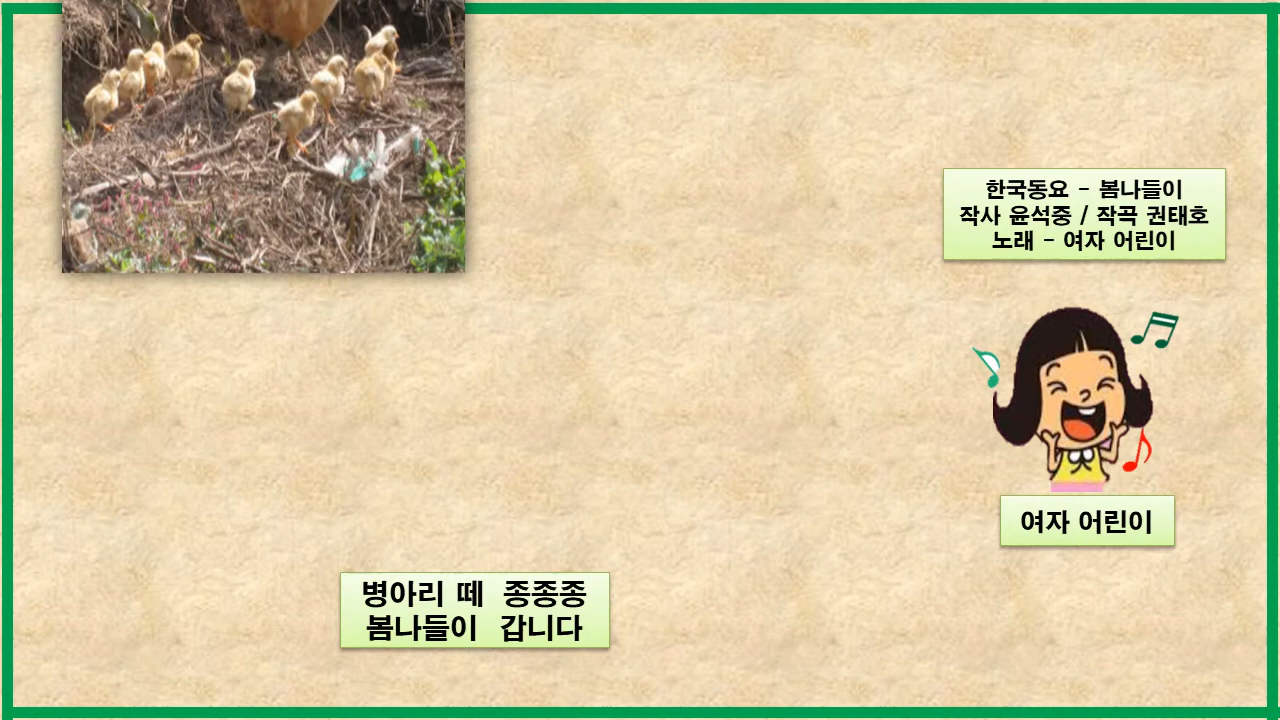 한국동요 - 봄나들이
작사 윤석중 / 작곡 권태호
노래 - 여자 어린이
여자 어린이
병아리 떼 종종종
봄나들이 갑니다